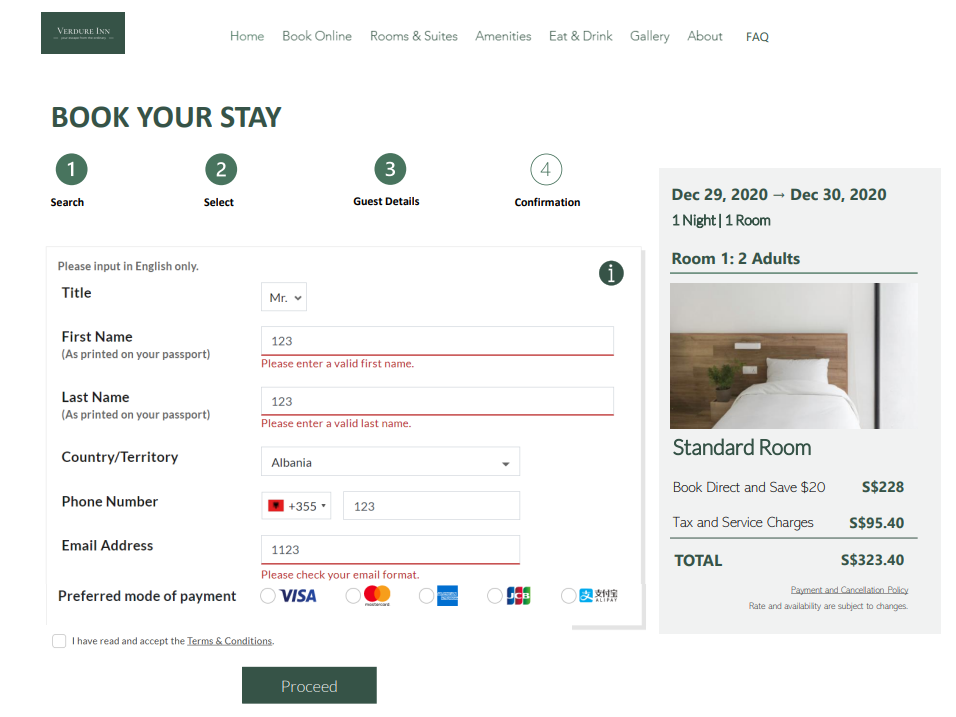 VERDURE INN
Home Book Online Rooms & Suites Amenities Eat & Drink Gallery About FAQ
BOOK YOUR STAY
1 2 3 4
Search Select Guest Details Confirmation
Please input in English only.
i
Title
Mr.
First Name
(As printed on your passport)
123
Please enter a valid first name.
Last Name
(As printed on your passport)
123
Please enter a valid last name.
Country/Territory
Albania
Phone Number
+355
123
Email Address
1123
Please check your email format.
Preferred mode of payment
VISA
mastercard
JCB
支 支付宝
ALIPAY
I have read and accept the Terms & Conditions.
Proceed
Dec 29, 2020 → Dec 30, 2020
1 Night | 1 Room
Room 1: 2 Adults
Standard Room
Book Direct and Save $20 S$228
Tax and Service Charges S$95.40
TOTAL S$323.40
Payment and Cancellation Policy
Rate and availability are subject to changes.